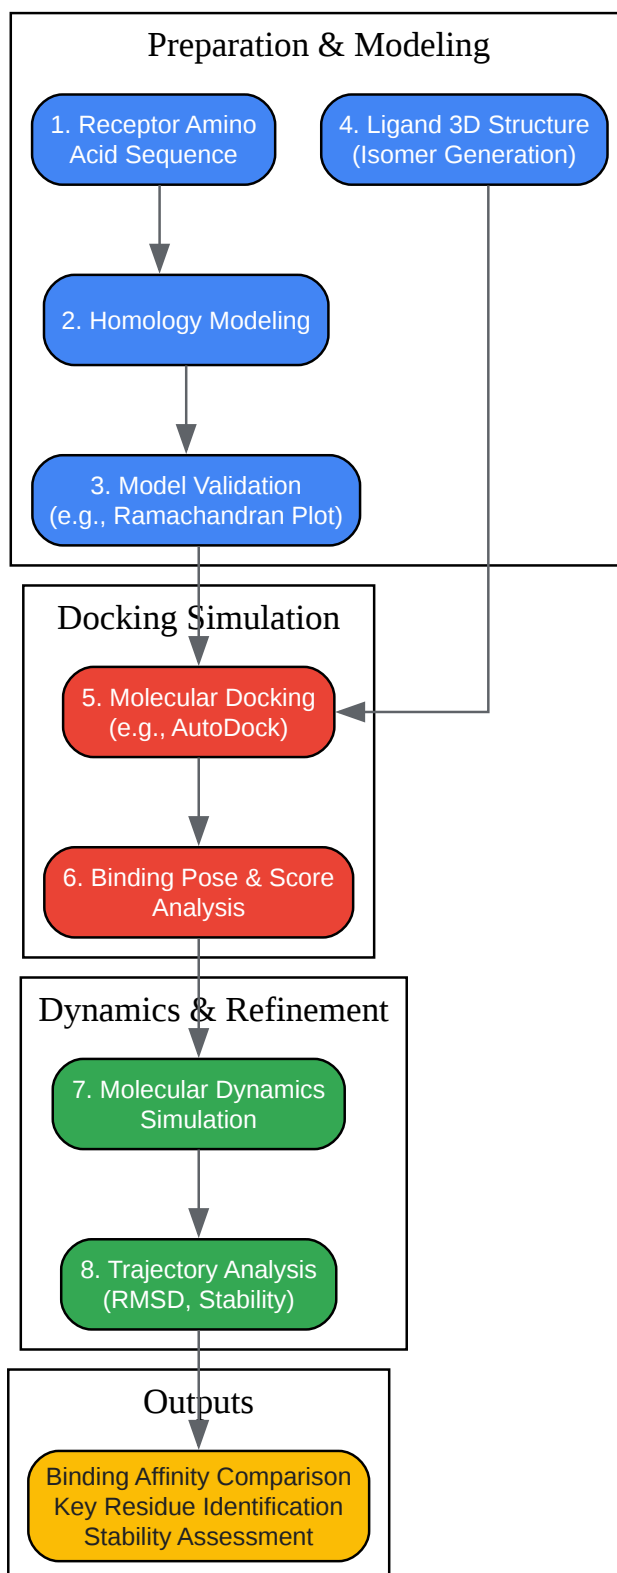 Preparation & Modeling
1. Receptor Amino
Acid Sequence
4. Ligand 3D Structure
(Isomer Generation)
2. Homology Modeling
3. Model Validation
(e.g., Ramachandran Plot)
Docking Simulation
5. Molecular Docking
(e.g., AutoDock)
6. Binding Pose & Score
Analysis
Dynamics & Refinement
7. Molecular Dynamics
Simulation
8. Trajectory Analysis
(RMSD, Stability)
Outputs
Binding Affinity Comparison
Key Residue Identification
Stability Assessment